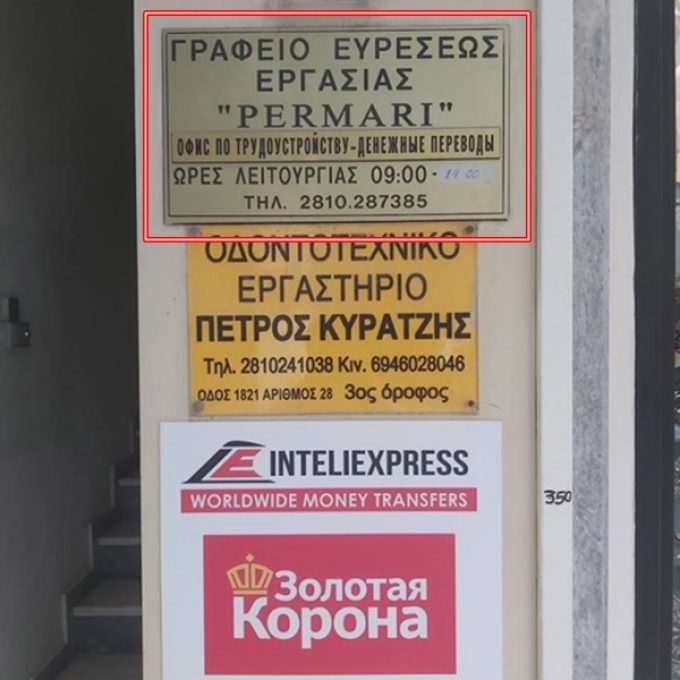 ΓΡΑΦΕΙΟ ΕΥΡΕΣΕΩΣ
ΕΡΓΑΣΙΑΣ
"PERMARI"
ОФИС ПО ТРУДОУСТРОЙСТВУ-ДЕНЕЖНЫЕ ПЕРЕВОДЫ
ΩΡΕΣ ΛΕΙΤΟΥΡΓΙΑΣ 09:00-14-00
ΤΗΛ. 2810.287385
ΟΔΟΝΤΟΤΕΧΝΙΚΟ
ΕΡΓΑΣΤΗΡΙΟ
ΠΕΤΡΟΣ ΚΥΡΑΤΖΗΣ
Τηλ. 2810241038 Κιν. 6946028046
ΟΔΟΣ 1821 ΑΡΙΘΜΟΣ 28 3ος όροφος
INTELIEXPRESS
WORLDWIDE MONEY TRANSFERS
350
Золотая
Корона